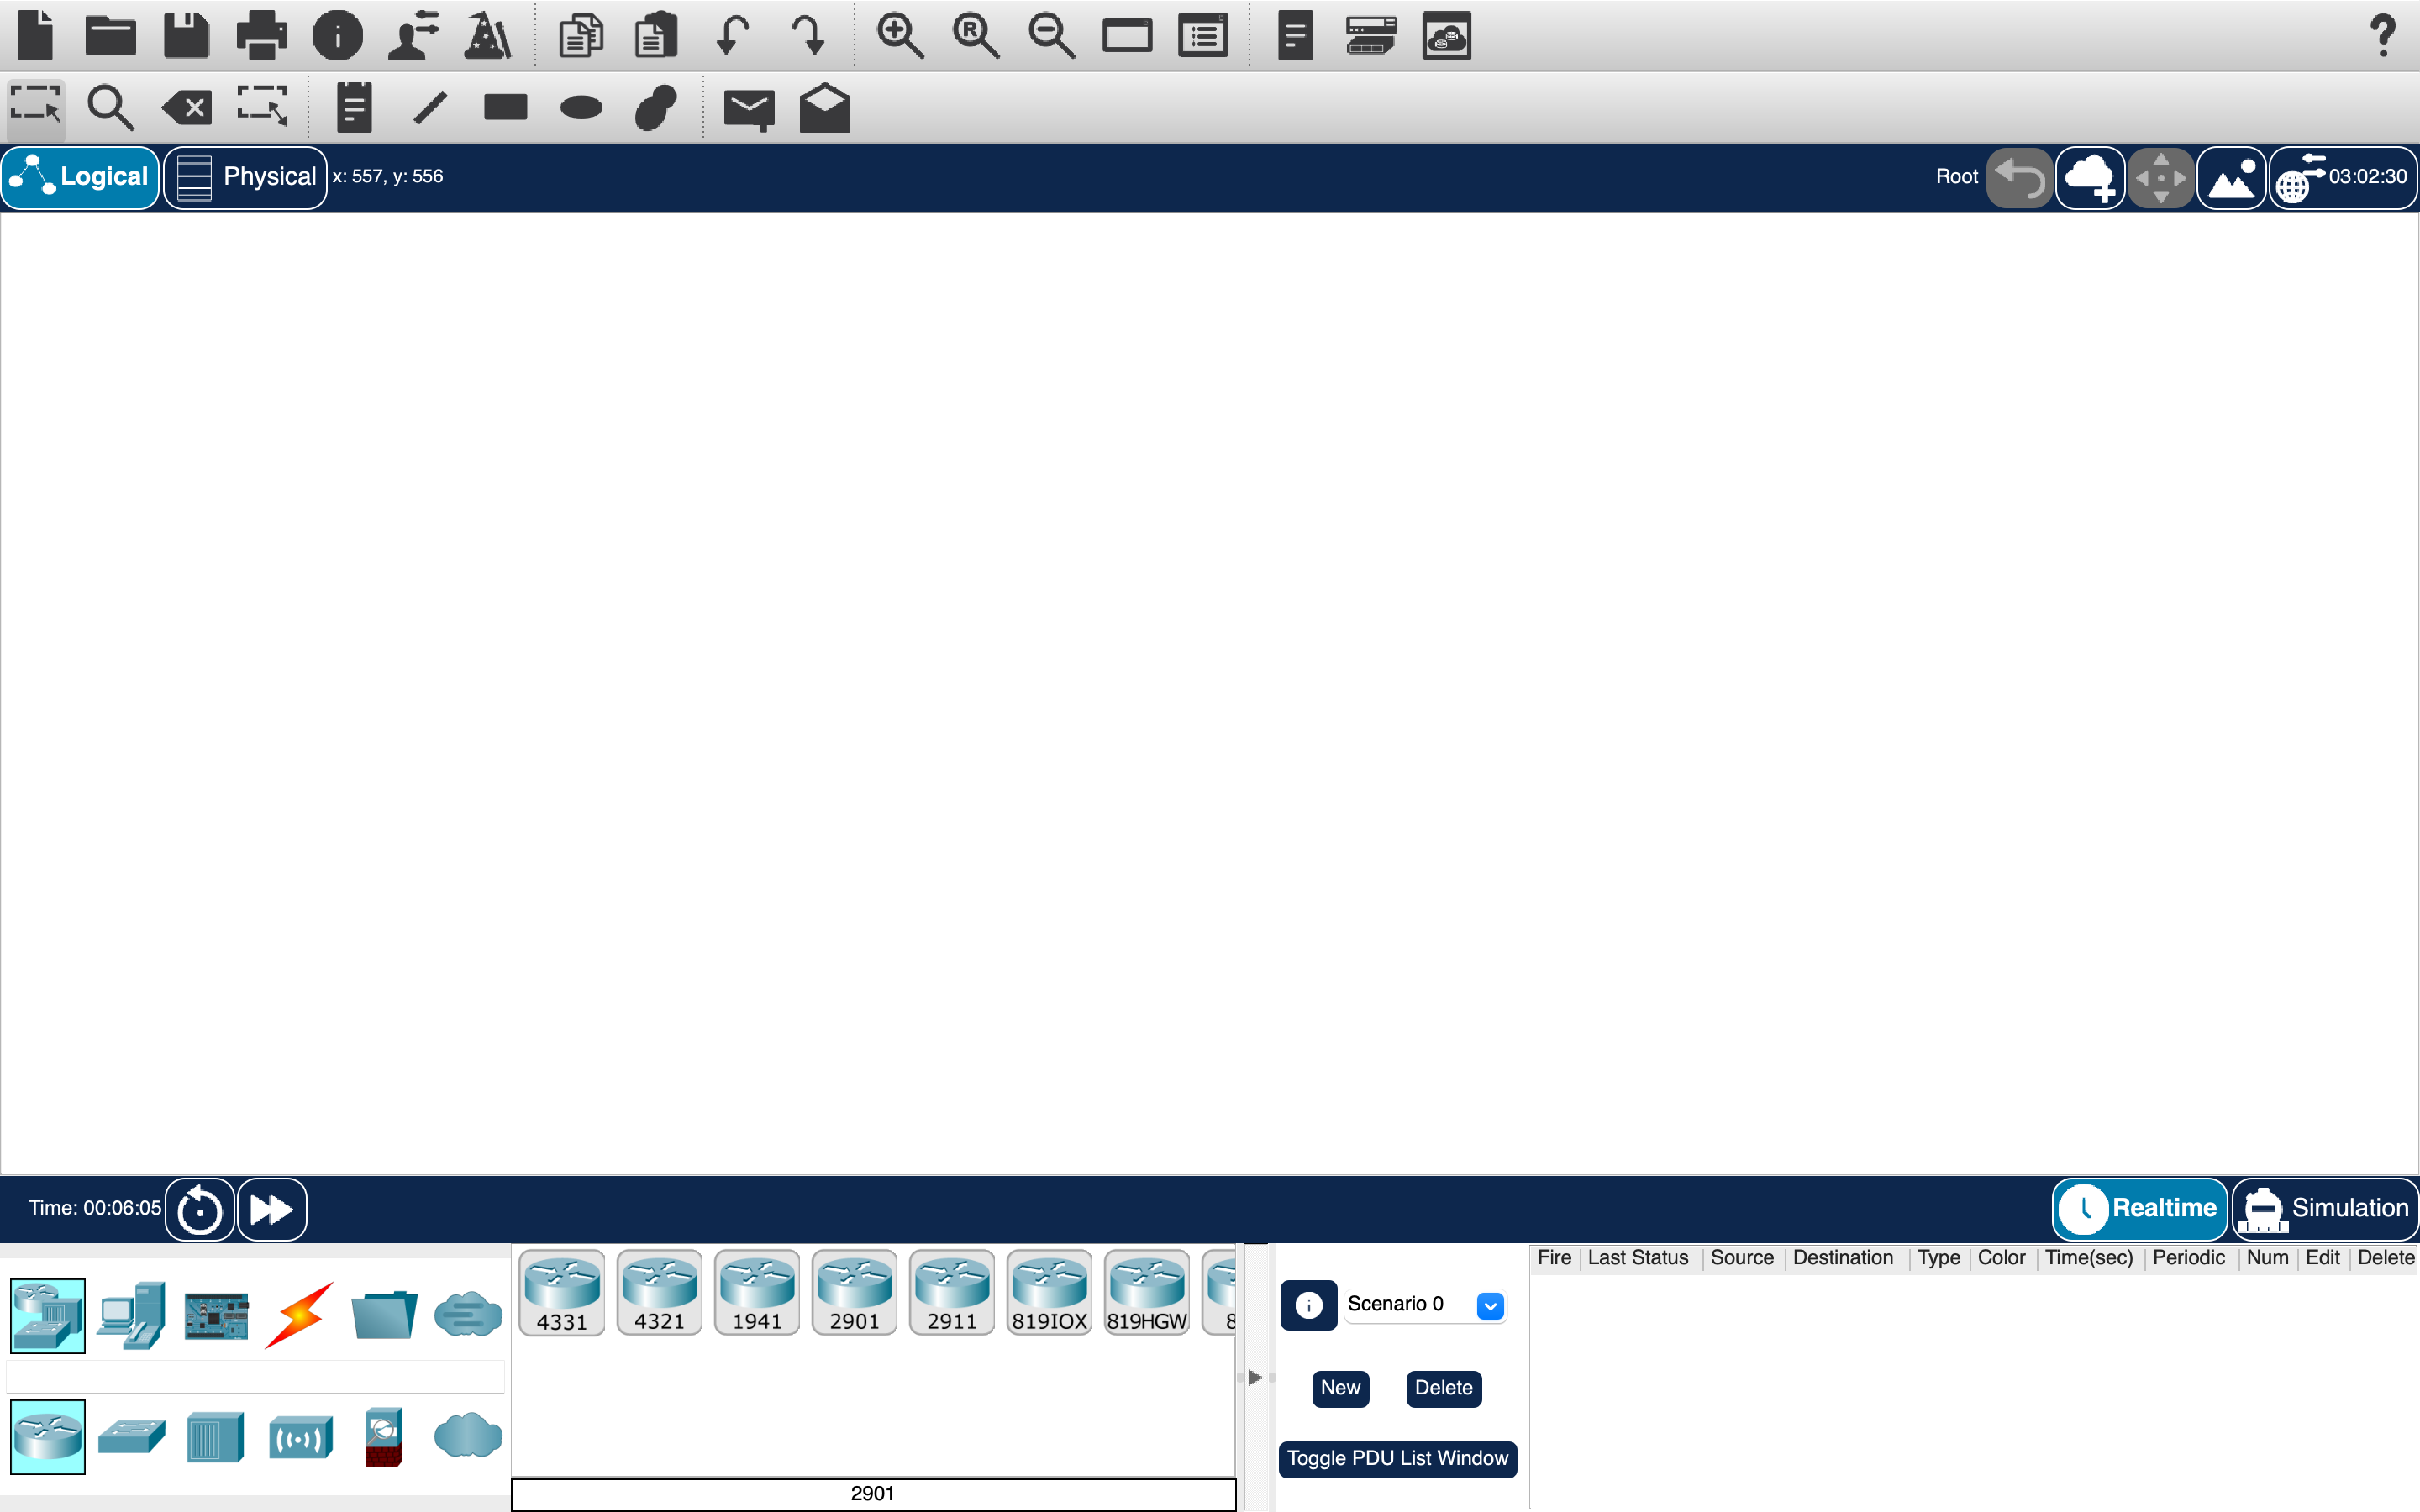 R
Logical
Physical
x: 557, y: 556
Root
03:02:30
Time: 00:06:05
Realtime
Simulation
4331
4321
1941
2901
2911
819IOX
819HGW
8
2901
Scenario 0
New
Delete
Toggle PDU List Window
Fire Last Status Source Destination Type Color Time(sec) Periodic Num Edit Delete